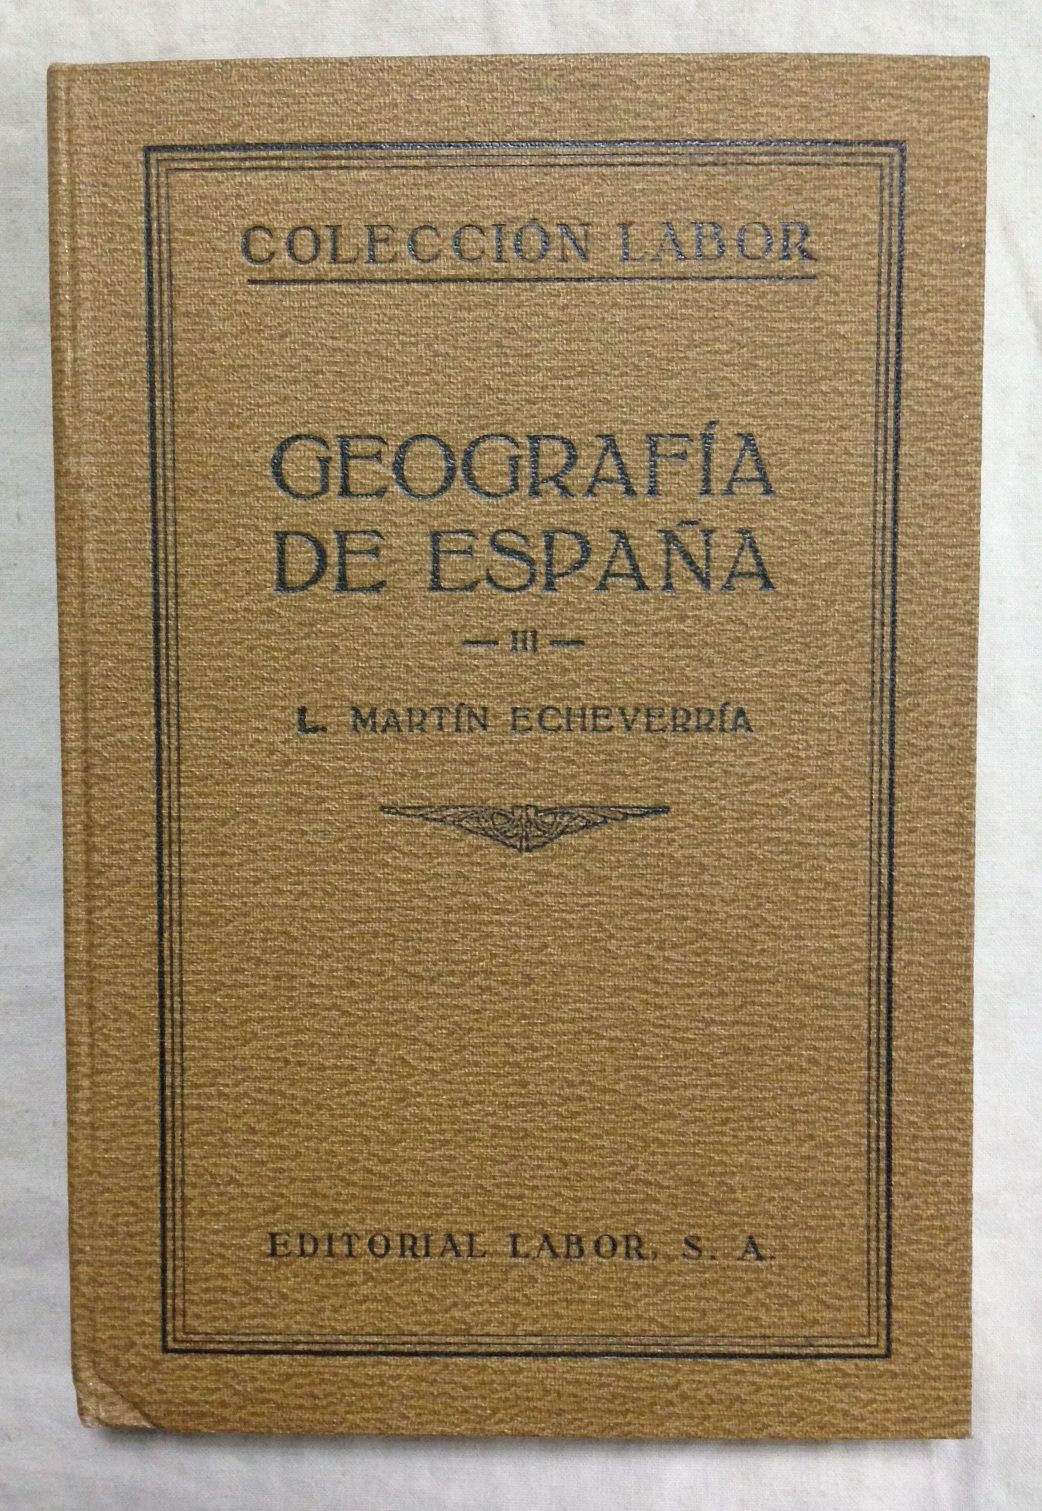 COLECCIÓN LABOR
GEOGRAFÍA
DE ESPAÑA
— III —
L. MARTÍN ECHEVERRÍA
EDITORIAL LABOR, S. A.